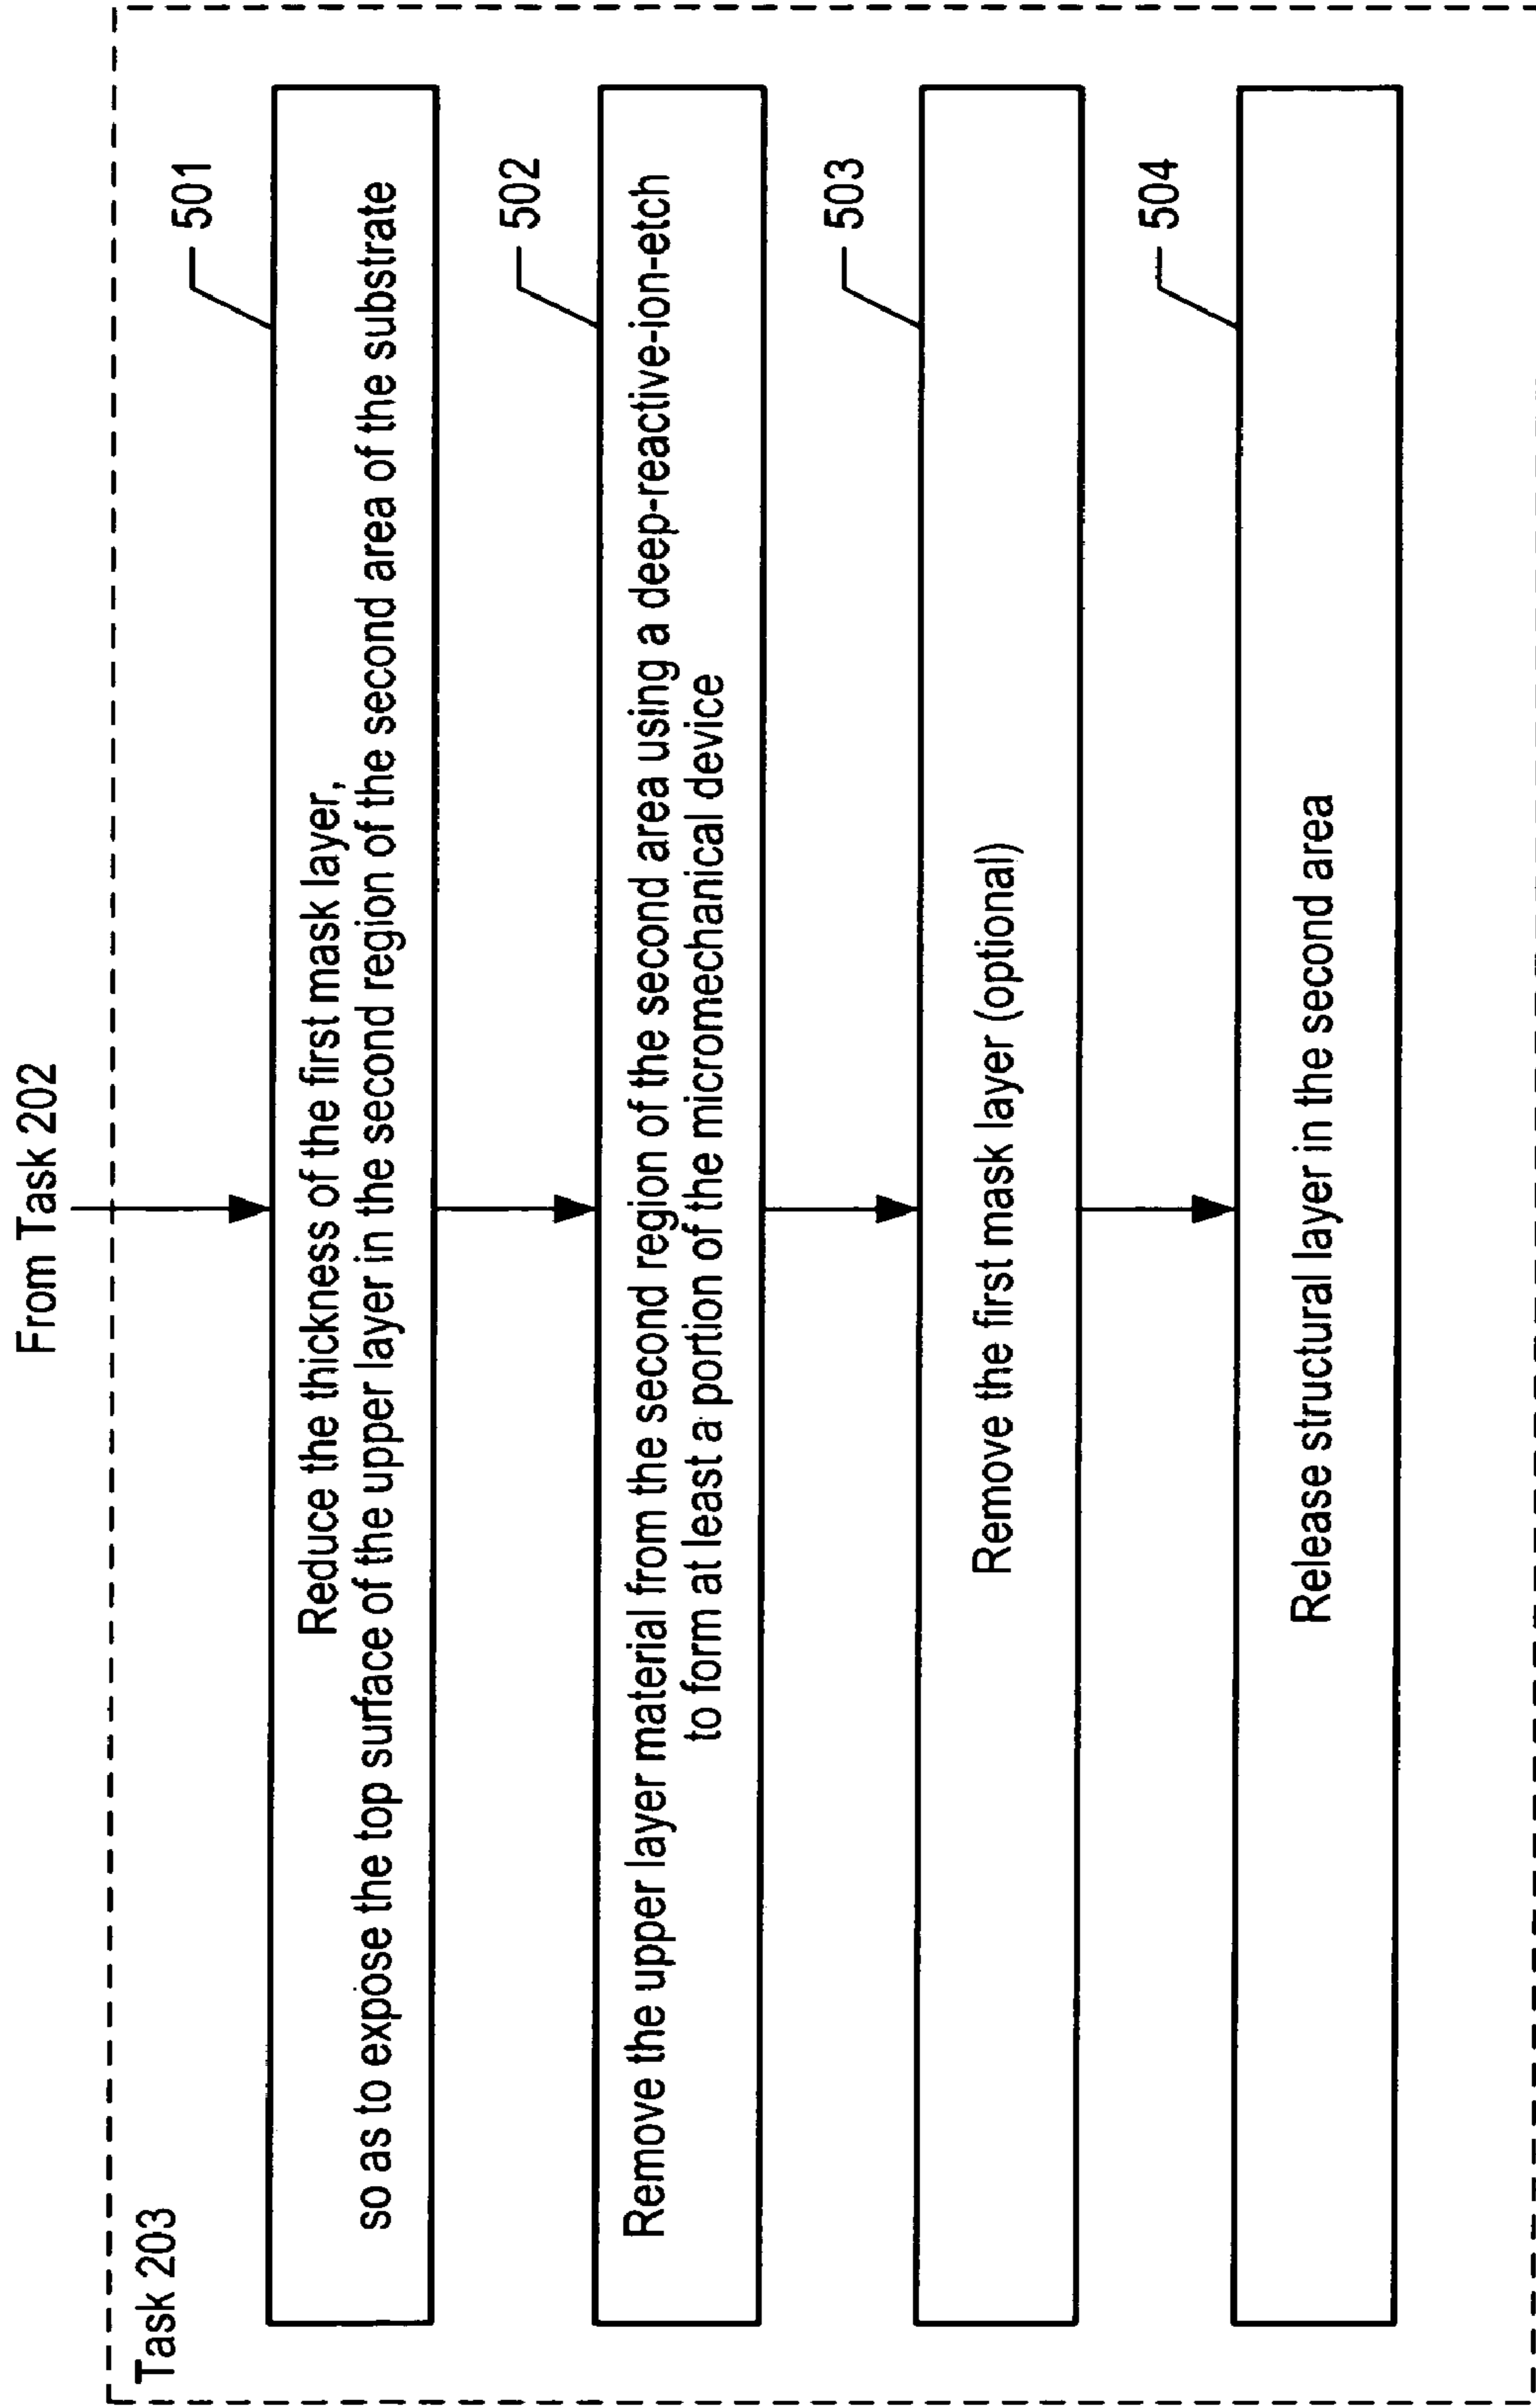 From Task 202
Task 203
501
Reduce the thickness of the first mask layer,
so as to expose the top surface of the upper layer in the second region of the second area of the substrate
502
Remove the upper layer material from the second region of the second area using a deep-reactive-ion-etch
to form at least a portion of the micromechanical device
503
Remove the first mask layer (optional)
504
Release structural layer in the second area